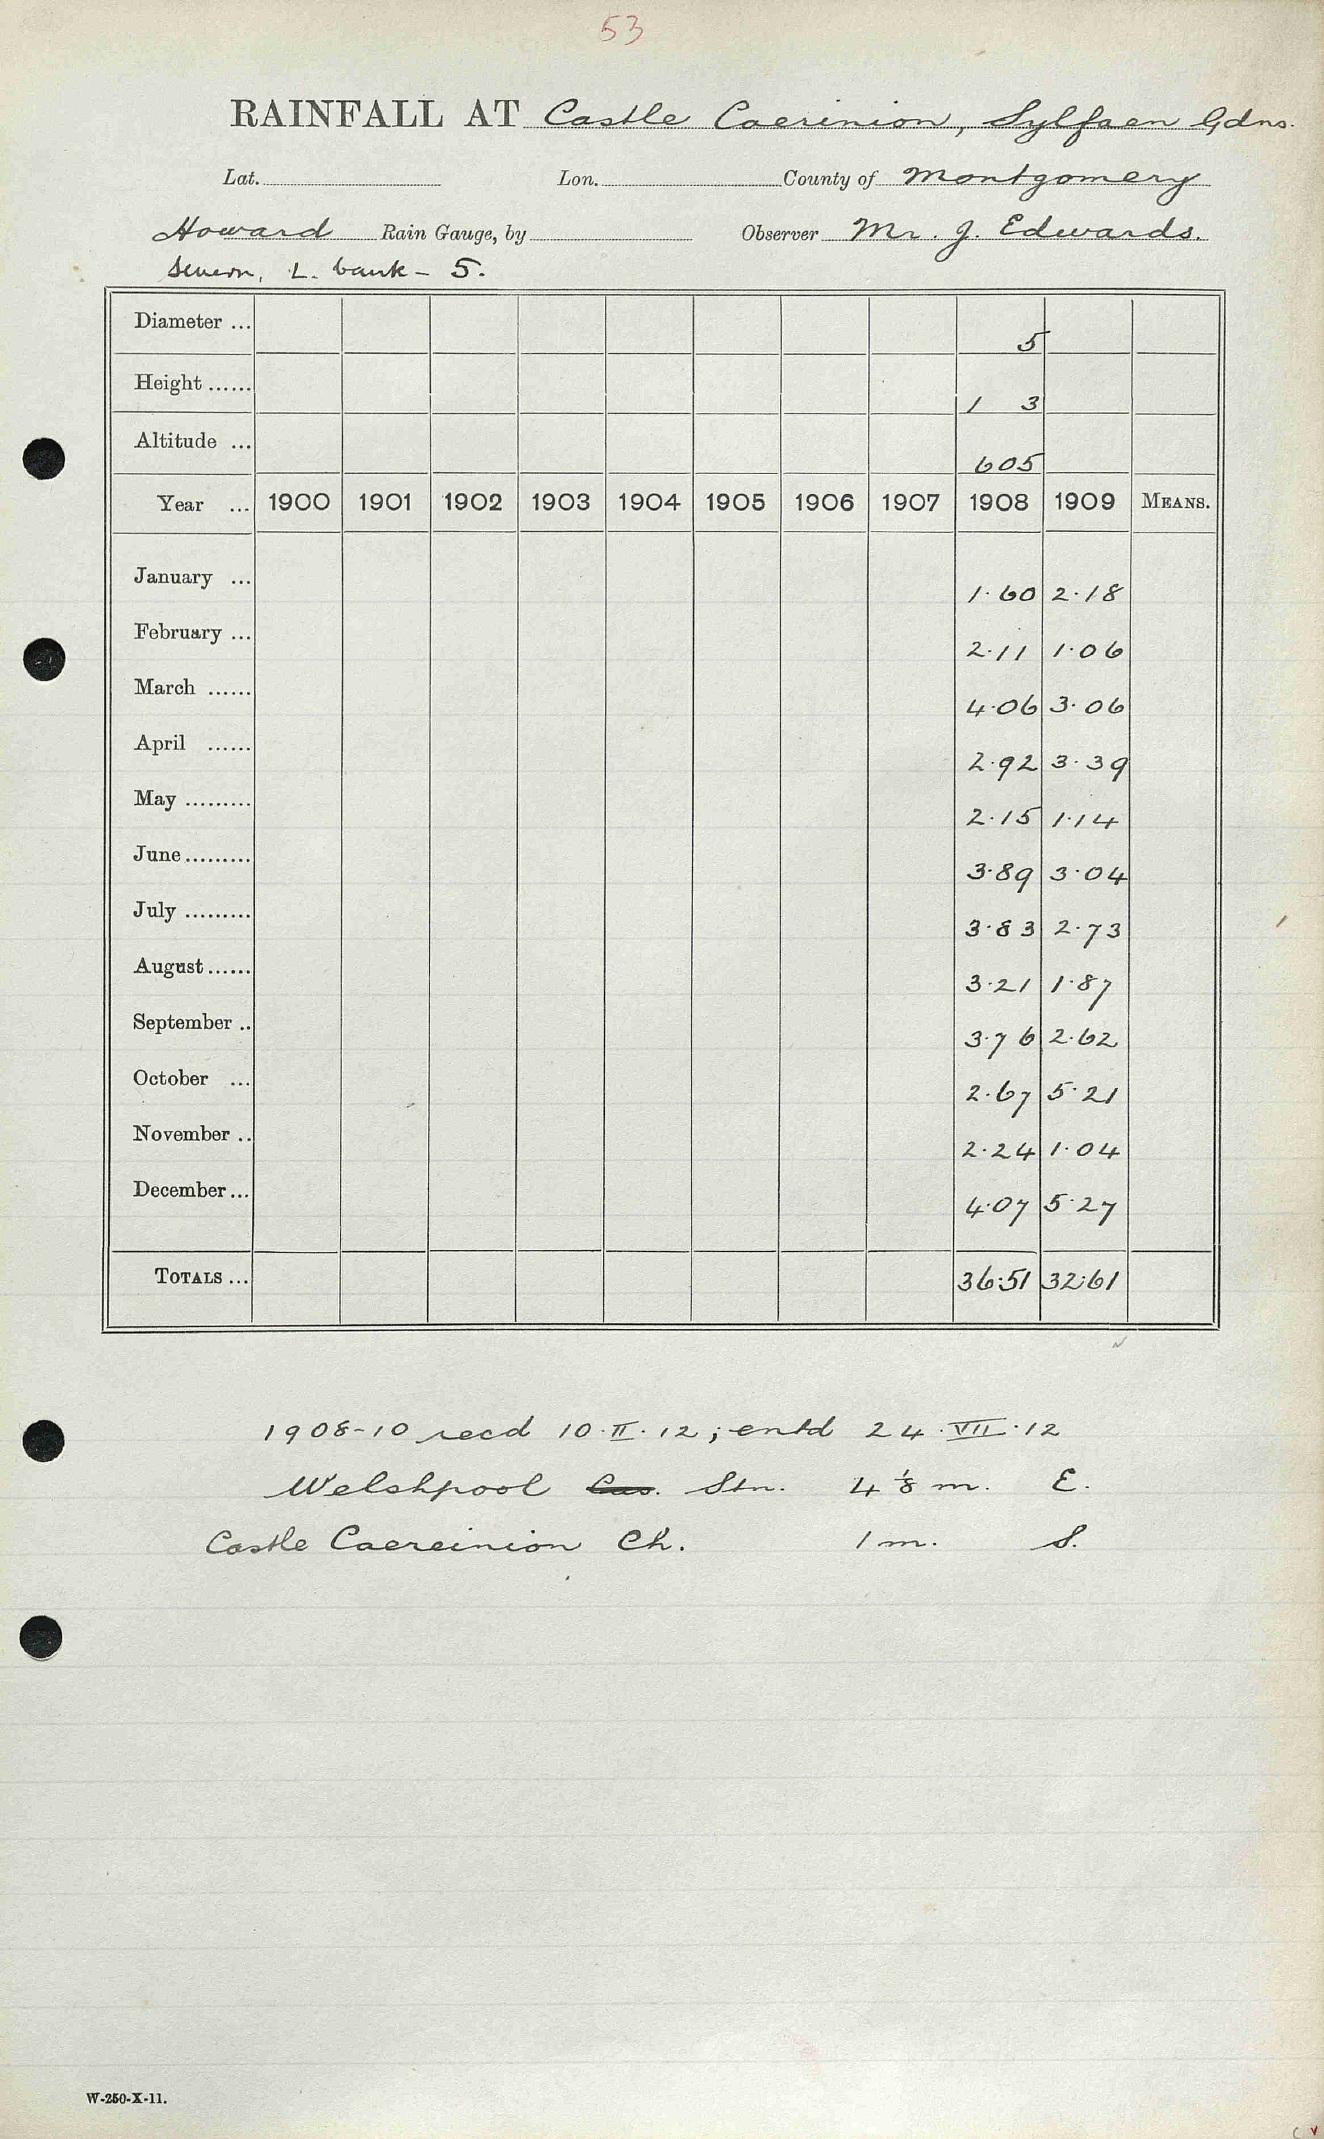 53
RAINFALL AT Castle Caerinion, Sylfaen Gdns.
Lat. Lon. County of Montgomery
Howard Rain Gauge, by Observer Mr. J. Edwards.
Severn, L. bank - 5.
Diameter ... 5
Height ...... 1 3
Altitude ... 605
Year ... 1900 1901 1902 1903 1904 1905 1906 1907 1908 1909 MEANS.
January ... 1.60 2.18
February ... 2.11 1.06
March ...... 4.06 3.06
April ...... 2.92 3.39
May ......... 2.15 1.14
June ......... 3.89 3.04
July ......... 3.83 2.73
August ...... 3.21 1.87
September .. 3.76 2.62
October ... 2.67 5.21
November .. 2.24 1.04
December ... 4.07 5.27
TOTALS ... 36.51 32.61
1908-10 recd 10.II.12; entd 24.VII.12
Welshpool Cas. Stn. 4 1/8 m. E.
Castle Caereinion Ch. 1 m. S.
W-250-X-11.